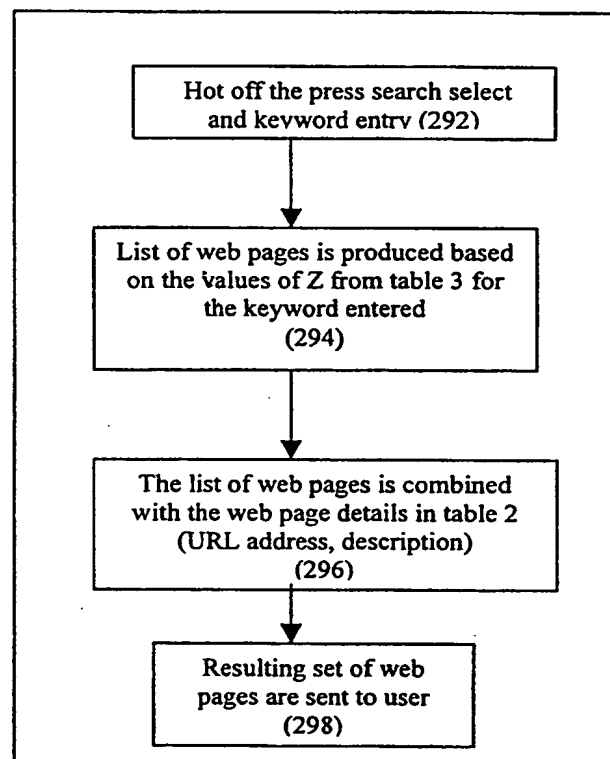 Hot off the press search select
and keyword entry (292)
List of web pages is produced based
on the values of Z from table 3 for
the keyword entered
(294)
The list of web pages is combined
with the web page details in table 2
(URL address, description)
(296)
Resulting set of web
pages are sent to user
(298)